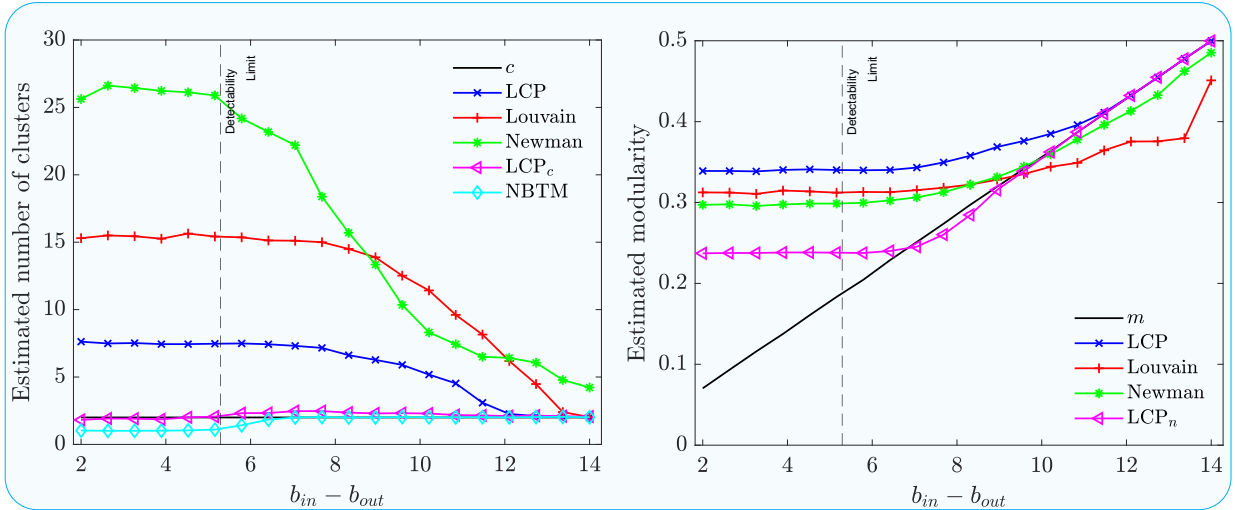 30
25
20
15
10
5
0
Estimated number of clusters
Detectability
Limit
c
LCP
Louvain
Newman
LCP_c
NBTM
2 4 6 8 10 12 14
b_in − b_out
0.5
0.4
0.3
0.2
0.1
0
Estimated modularity
Detectability
Limit
m
LCP
Louvain
Newman
LCP_n
2 4 6 8 10 12 14
b_in − b_out